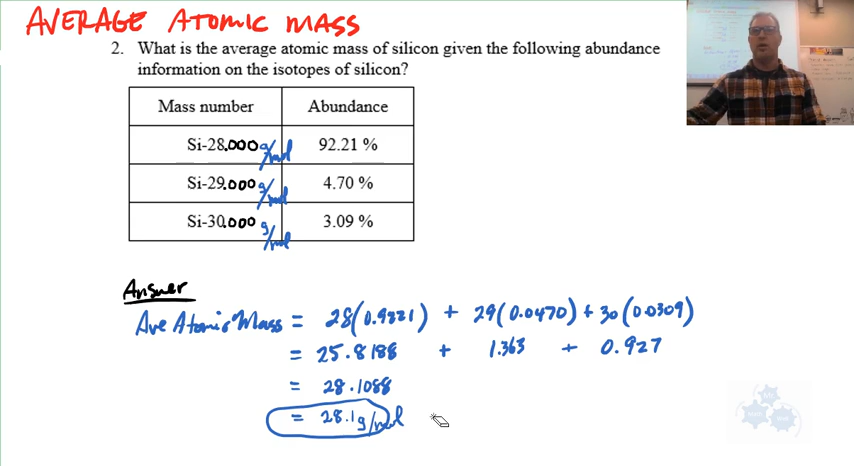 AVERAGE ATOMIC MASS
2. What is the average atomic mass of silicon given the following abundance
information on the isotopes of silicon?
Mass number Abundance
Si-28.000 g/mol 92.21 %
Si-29.000 g/mol 4.70 %
Si-30.000 g/mol 3.09 %
Answer
Ave Atomic Mass = 28(0.9221) + 29(0.0470) + 30(0.0309)
= 25.8188 + 1.363 + 0.927
= 28.1088
= 28.1 g/mol